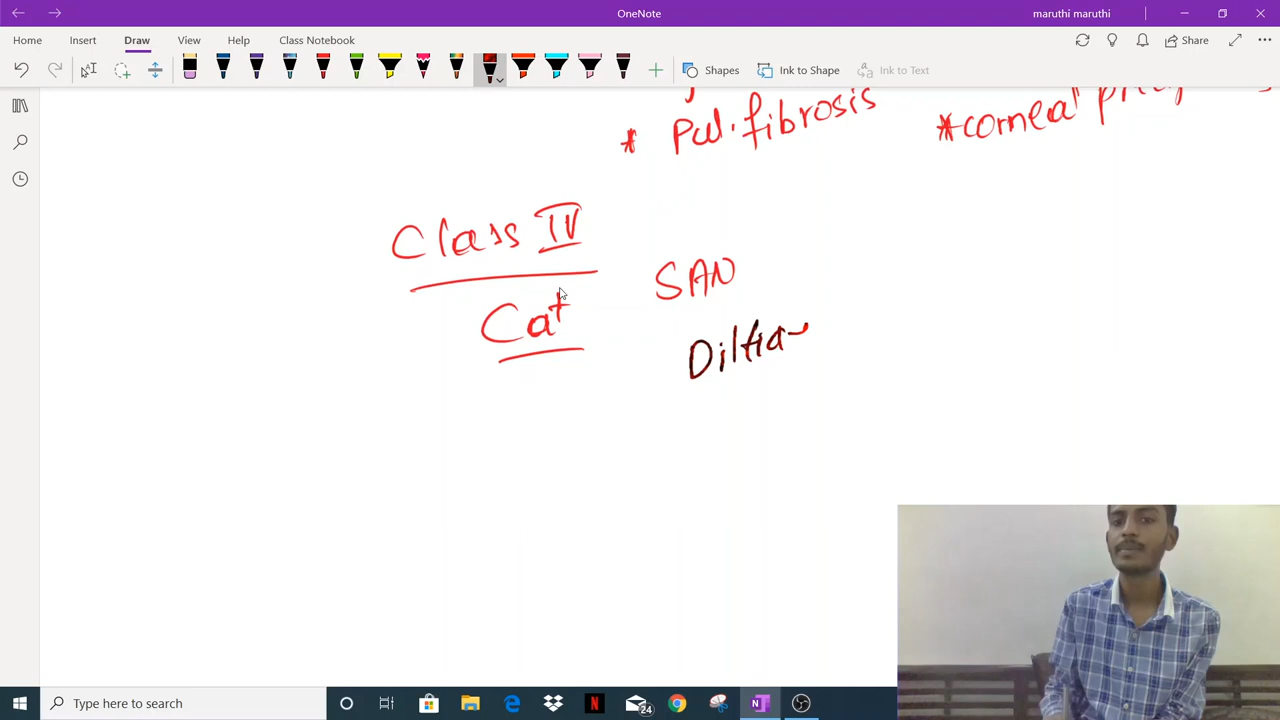 OneNote
maruthi maruthi
Home Insert Draw View Help Class Notebook
Share
Shapes Ink to Shape Ink to Text
* Pul. fibrosis
*corneal
Class IV
SAN
Ca+
Diltia
Type here to search
24
N